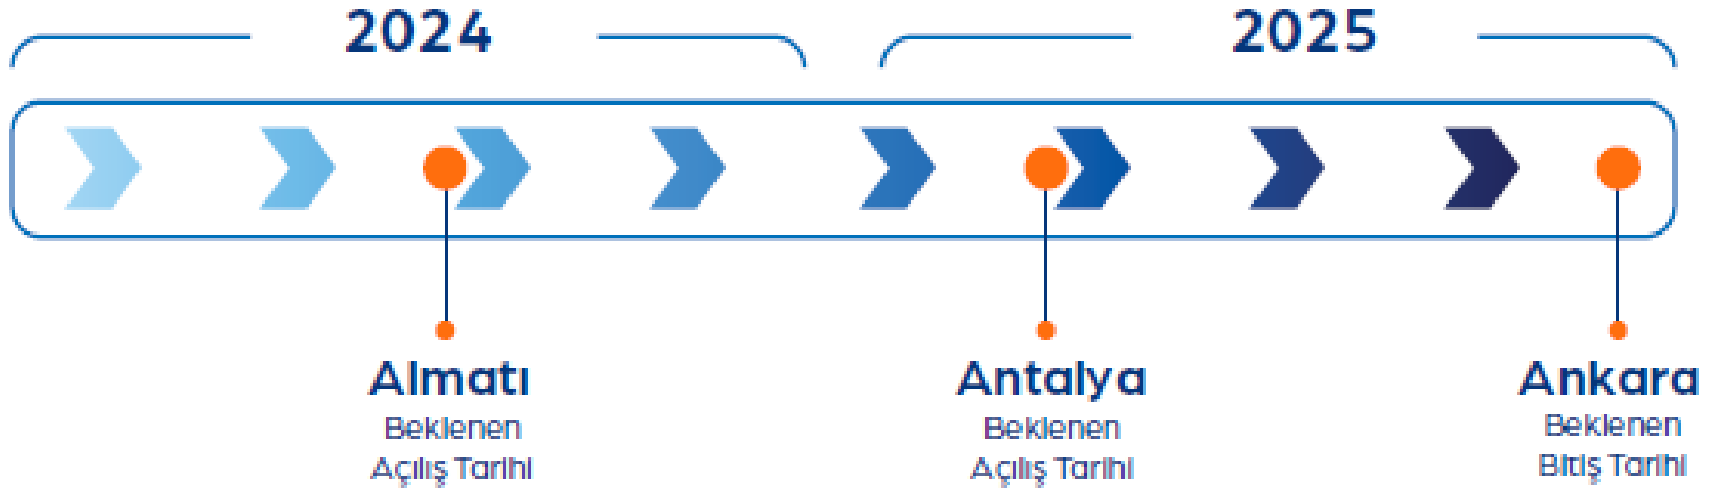 2024
2025
Almatı
Beklenen
Açılış Tarihi
Antalya
Beklenen
Açılış Tarihi
Ankara
Beklenen
Bitiş Tarihi